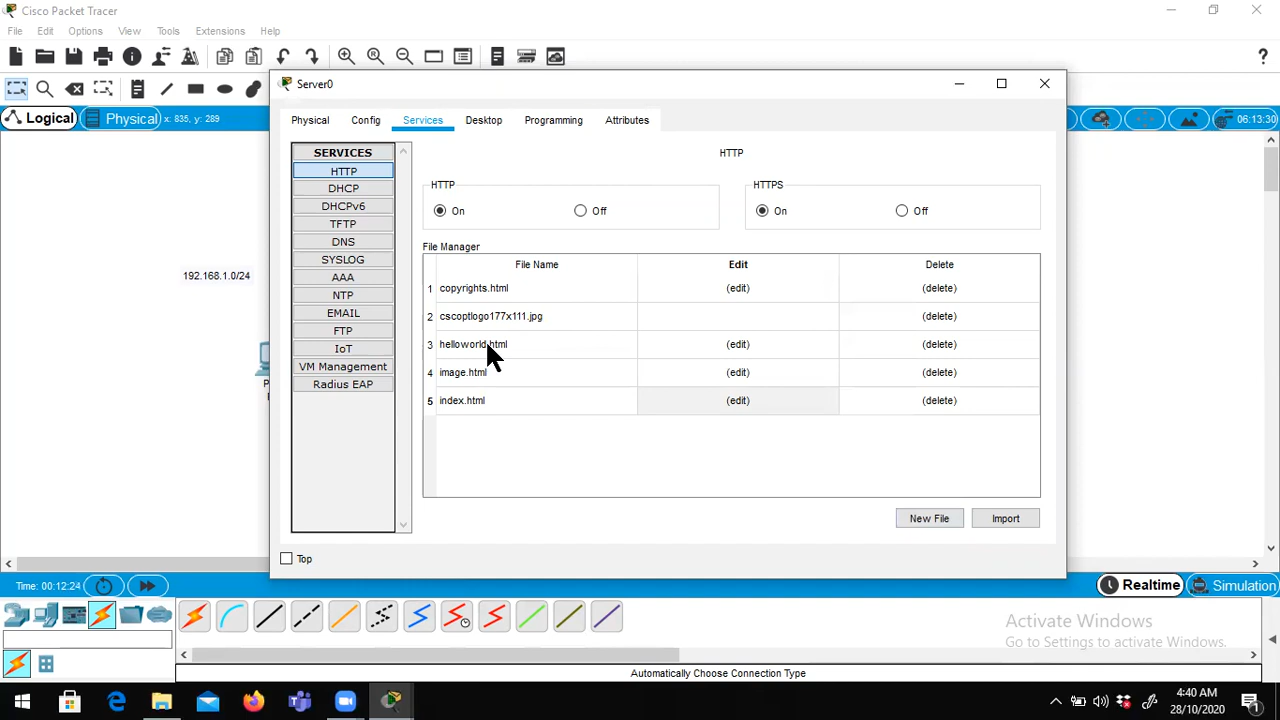 Cisco Packet Tracer
File Edit Options View Tools Extensions Help
Logical Physical x: 835, y: 289 06:13:30
192.168.1.0/24
Server0
Physical Config Services Desktop Programming Attributes
SERVICES
HTTP
DHCP
DHCPv6
TFTP
DNS
SYSLOG
AAA
NTP
EMAIL
FTP
IoT
VM Management
Radius EAP
HTTP
HTTP HTTPS
On Off On Off
File Manager
File Name Edit Delete
1 copyrights.html (edit) (delete)
2 cscoptlogo177x111.jpg (delete)
3 helloworld.html (edit) (delete)
4 image.html (edit) (delete)
5 index.html (edit) (delete)
New File Import
Top
Time: 00:12:24 Realtime Simulation
Activate Windows
Go to Settings to activate Windows.
Automatically Choose Connection Type
4:40 AM
28/10/2020
1